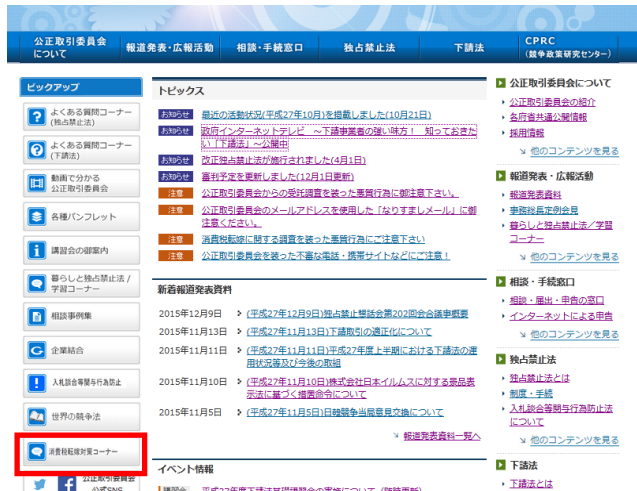 公正取引委員会
について
報道発表・広報活動
相談・手続窓口
独占禁止法
下請法
CPRC
(競争政策研究センター)
ピックアップ
よくある質問コーナー
(独占禁止法)
よくある質問コーナー
(下請法)
動画で分かる
公正取引委員会
各種パンフレット
講習会の御案内
暮らしと独占禁止法/
学習コーナー
相談事例集
企業結合
入札談合等関与行為防止
世界の競争法
消費税転嫁対策コーナー
公正取引委員会
公式SNS
トピックス
お知らせ 最近の活動状況(平成27年10月)を掲載しました(10月21日)
お知らせ 政府インターネットテレビ ～下請事業者の強い味方! 知っておきた
い「下請法」～公開中
お知らせ 改正独占禁止法が施行されました(4月1日)
お知らせ 審判予定を更新しました(12月1日更新)
注意 公正取引委員会からの受託調査を装った悪質行為に御注意下さい。
注意 公正取引委員会のメールアドレスを使用した「なりすましメール」に御
注意ください。
注意 消費税転嫁に関する調査を装った悪質行為にご注意下さい
注意 公正取引委員会を装った不審な電話・携帯サイトなどにご注意!
新着報道発表資料
2015年12月9日 (平成27年12月9日)独占禁止懇話会第202回会合議事概要
2015年11月13日 (平成27年11月13日)下請取引の適正化について
2015年11月11日 (平成27年11月11日)平成27年度上半期における下請法の運
用状況等及び今後の取組
2015年11月10日 (平成27年11月10日)株式会社日本イルムスに対する景品表
示法に基づく措置命令について
2015年11月5日 (平成27年11月5日)日韓競争当局意見交換について
報道発表資料一覧へ
イベント情報
講習会 平成27年度下請法基礎講習会の実施について(随時更新)
公正取引委員会について
公正取引委員会の紹介
各府省共通公開情報
採用情報
他のコンテンツを見る
報道発表・広報活動
報道発表資料
事務総長定例会見
暮らしと独占禁止法/学習
コーナー
他のコンテンツを見る
相談・手続窓口
相談・届出・申告の窓口
インターネットによる申告
他のコンテンツを見る
独占禁止法
独占禁止法とは
制度・手続
入札談合等関与行為防止法
について
他のコンテンツを見る
下請法
下請法とは